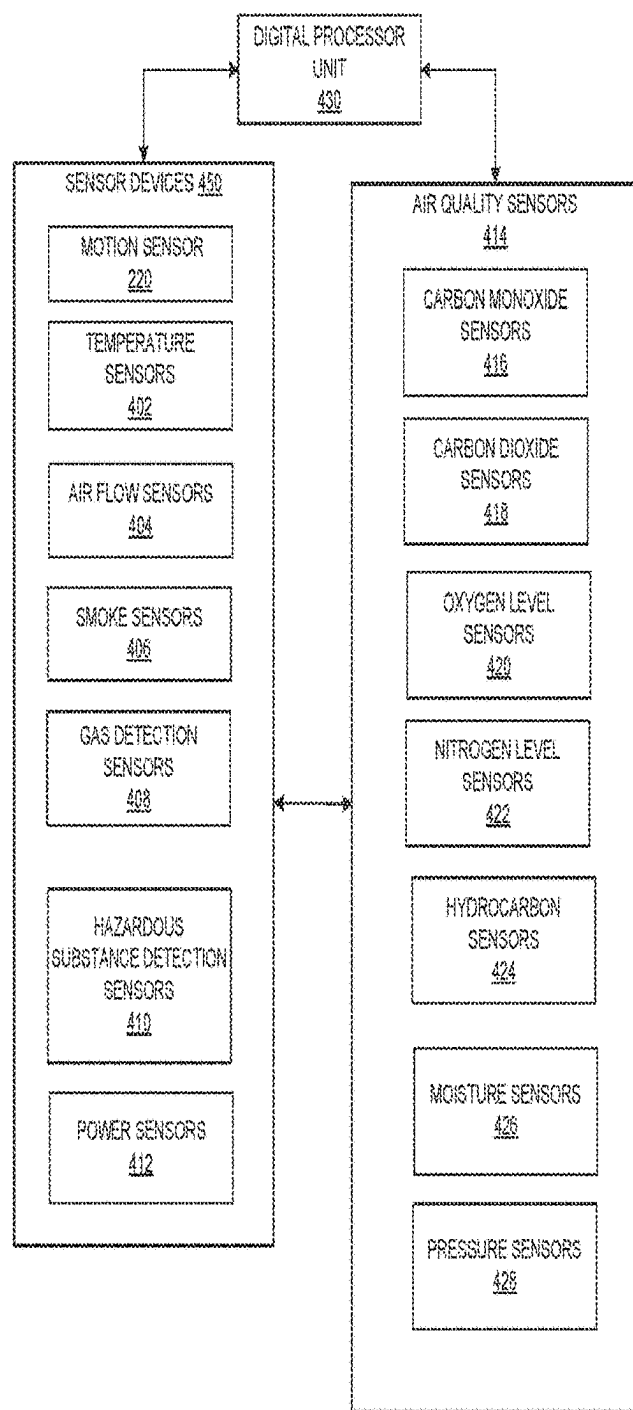 DIGITAL PROCESSOR
UNIT
430
SENSOR DEVICES 450
MOTION SENSOR
220
TEMPERATURE
SENSORS
402
AIR FLOW SENSORS
404
SMOKE SENSORS
406
GAS DETECTION
SENSORS
408
HAZARDOUS
SUBSTANCE DETECTION
SENSORS
410
POWER SENSORS
412
AIR QUALITY SENSORS
414
CARBON MONOXIDE
SENSORS
416
CARBON DIOXIDE
SENSORS
418
OXYGEN LEVEL
SENSORS
420
NITROGEN LEVEL
SENSORS
422
HYDROCARBON
SENSORS
424
MOISTURE SENSORS
426
PRESSURE SENSORS
428